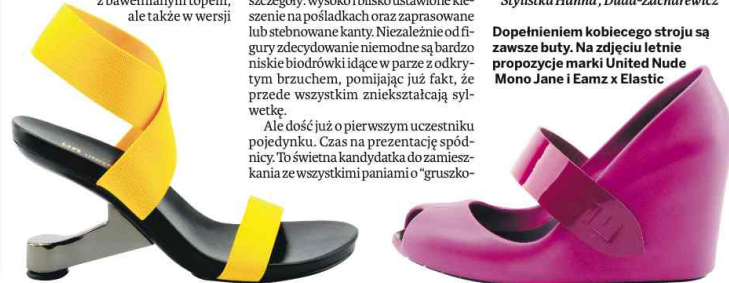 z bawełnianym topem,
ale także w wersji
szczegóły: wysoko i blisko ustawione kie-
szenie na pośladkach oraz zaprasowane
lub stebnowane kanty. Niezależnie od fi-
gury zdecydowanie niemodne są bardzo
niskie biodrówki idące w parze z odkry-
tym brzuchem, pomijając już fakt, że
przede wszystkim zniekształcają syl-
wetkę.
Ale dość już o pierwszym uczestniku
pojedynku. Czas na prezentację spód-
nicy. To świetna kandydatka do zamiesz-
kania ze wszystkimi paniami o "gruszko-
Stylistka Hanna, Duda-Zacharewicz
Dopełnieniem kobiecego stroju są
zawsze buty. Na zdjęciu letnie
propozycje marki United Nude
Mono Jane i Eamz x Elastic